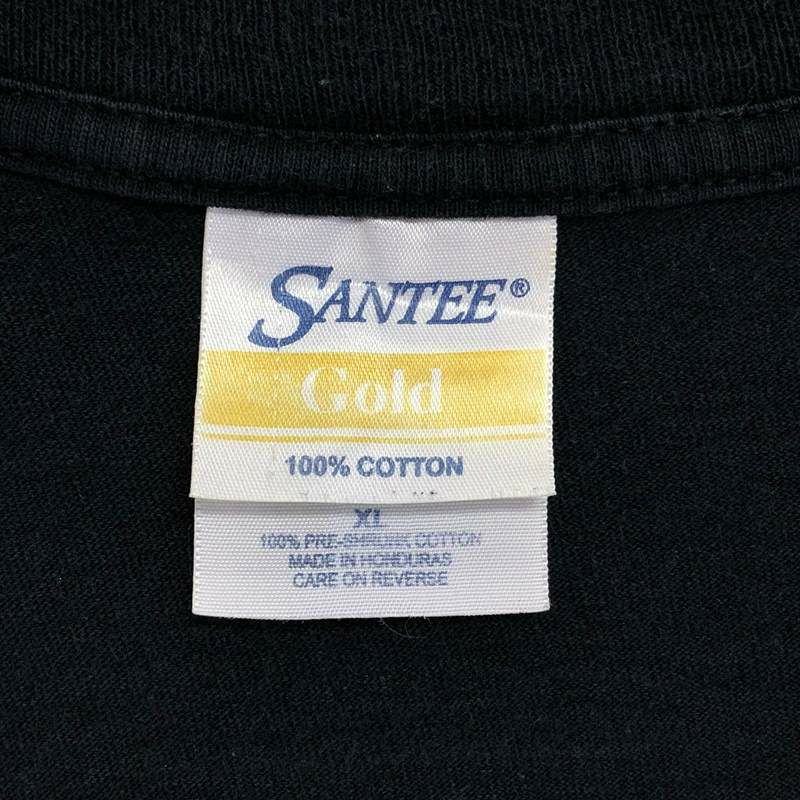 SANTEE®
Gold
100% COTTON
XL
100% PRE-SHRUNK COTTON
MADE IN HONDURAS
CARE ON REVERSE